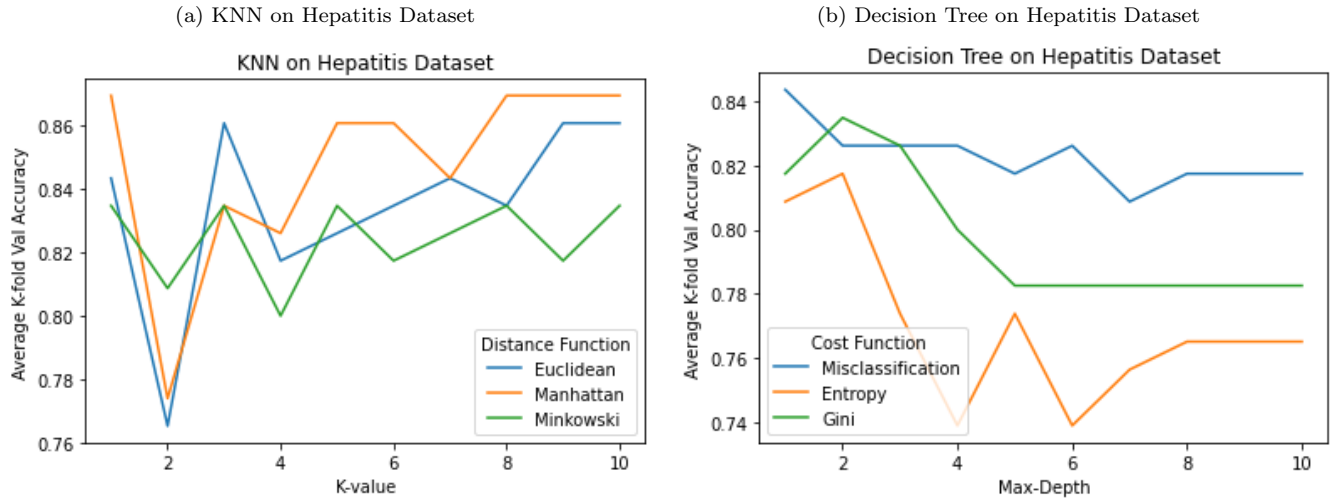 (a) KNN on Hepatitis Dataset
KNN on Hepatitis Dataset
Average K-fold Val Accuracy
0.86
0.84
0.82
0.80
0.78
0.76
Distance Function
Euclidean
Manhattan
Minkowski
2 4 6 8 10
K-value
(b) Decision Tree on Hepatitis Dataset
Decision Tree on Hepatitis Dataset
Average K-fold Val Accuracy
0.84
0.82
0.80
0.78
0.76
0.74
Cost Function
Misclassification
Entropy
Gini
2 4 6 8 10
Max-Depth